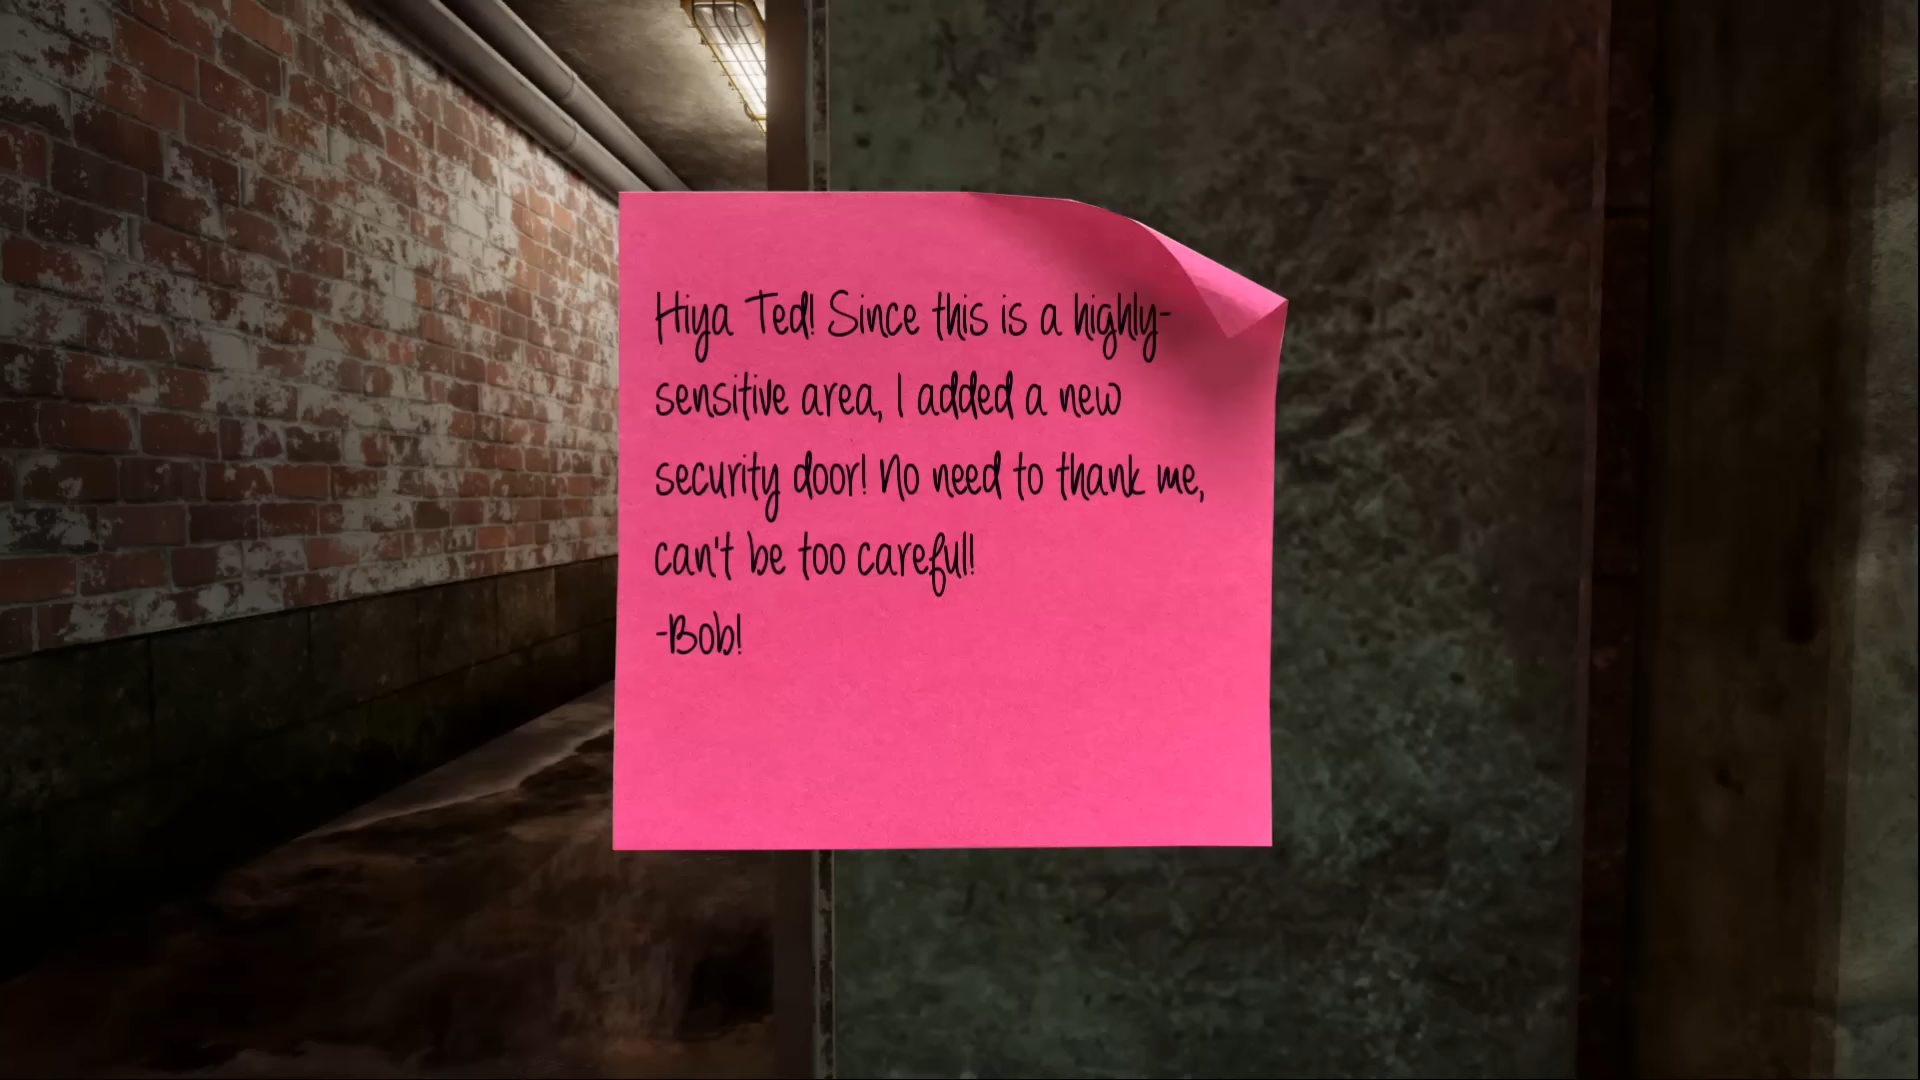 Hiya Ted! Since this is a highly-
sensitive area, I added a new
security door! No need to thank me,
can't be too careful!
-Bob!